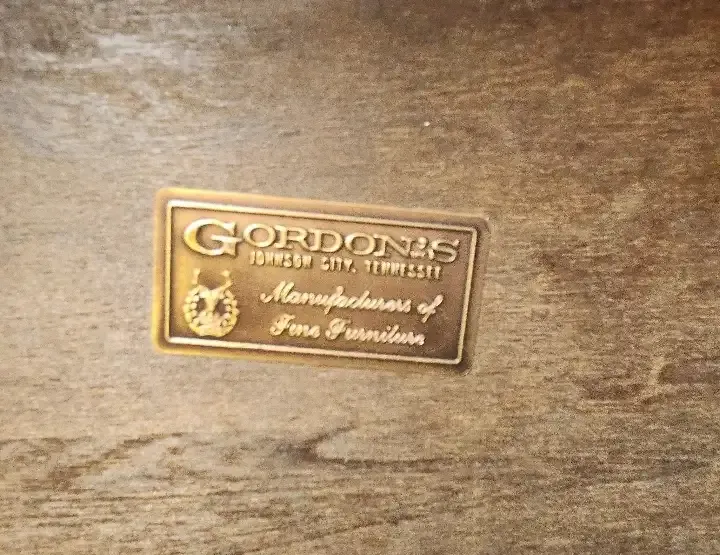 GORDON'S
JOHNSON CITY, TENNESSEE
Manufacturers of
Fine Furniture